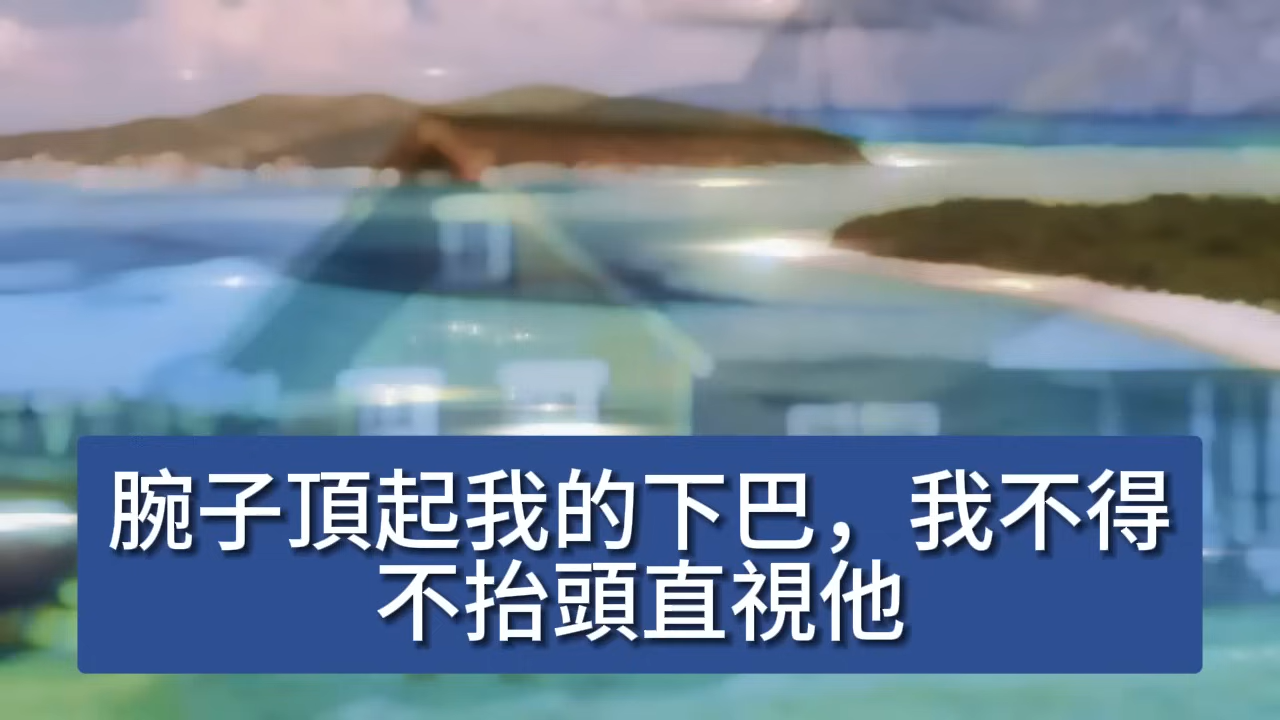 腕子頂起我的下巴，我不得
不抬頭直視他